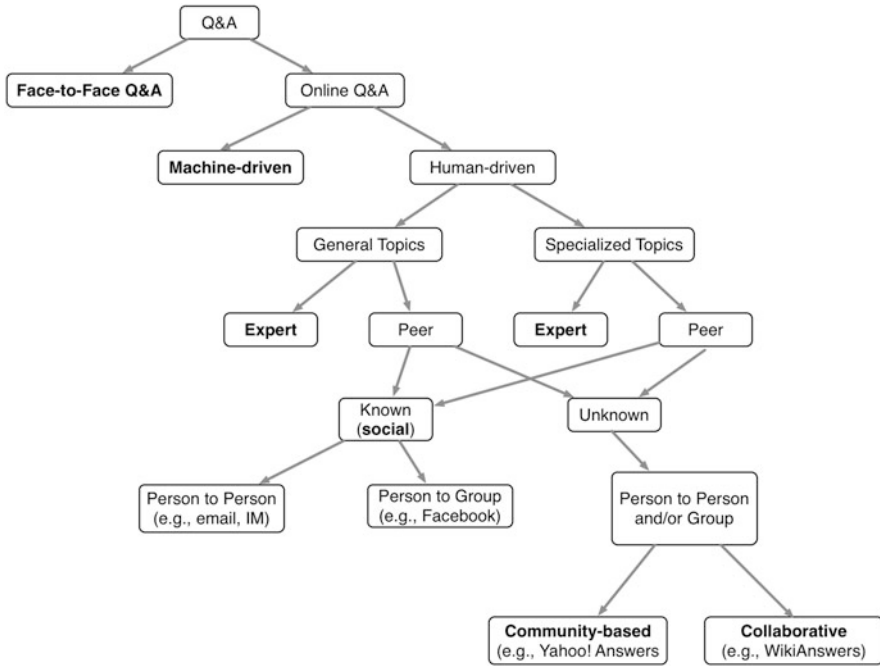 Q&A
Face-to-Face Q&A
Online Q&A
Machine-driven
Human-driven
General Topics
Specialized Topics
Expert
Peer
Expert
Peer
Known
(social)
Unknown
Person to Person
(e.g., email, IM)
Person to Group
(e.g., Facebook)
Person to Person
and/or Group
Community-based
(e.g., Yahoo! Answers
Collaborative
(e.g., WikiAnswers)